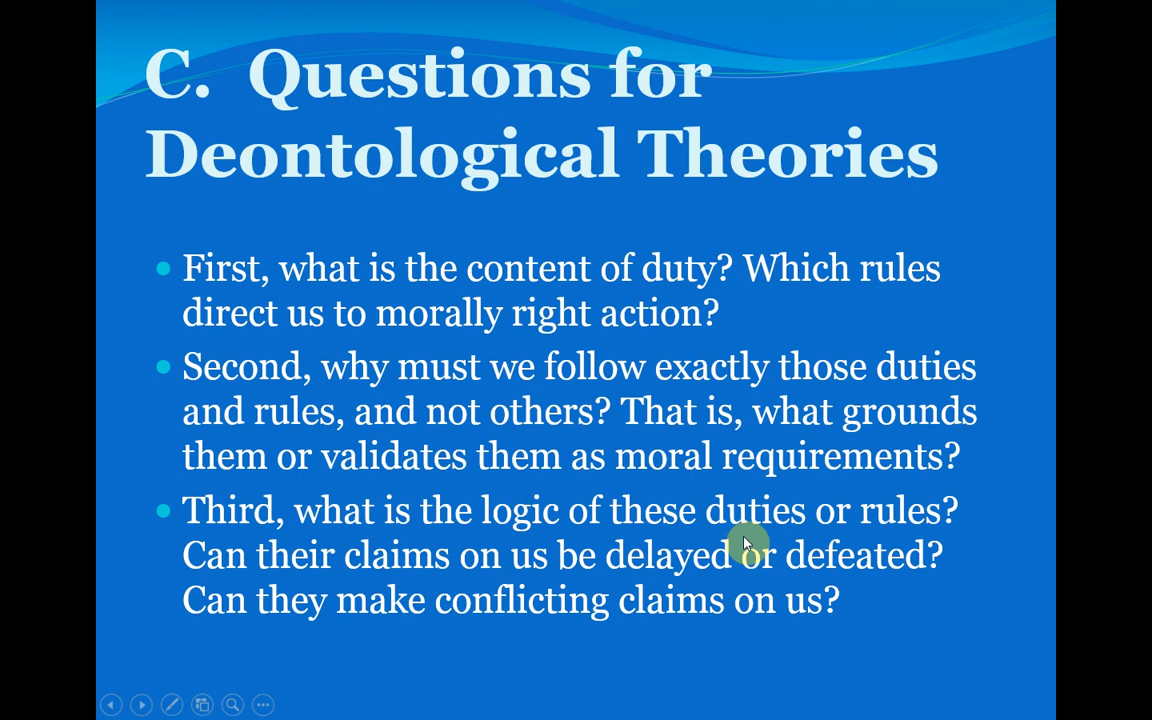 C. Questions for
Deontological Theories
First, what is the content of duty? Which rules
direct us to morally right action?
Second, why must we follow exactly those duties
and rules, and not others? That is, what grounds
them or validates them as moral requirements?
Third, what is the logic of these duties or rules?
Can their claims on us be delayed or defeated?
Can they make conflicting claims on us?